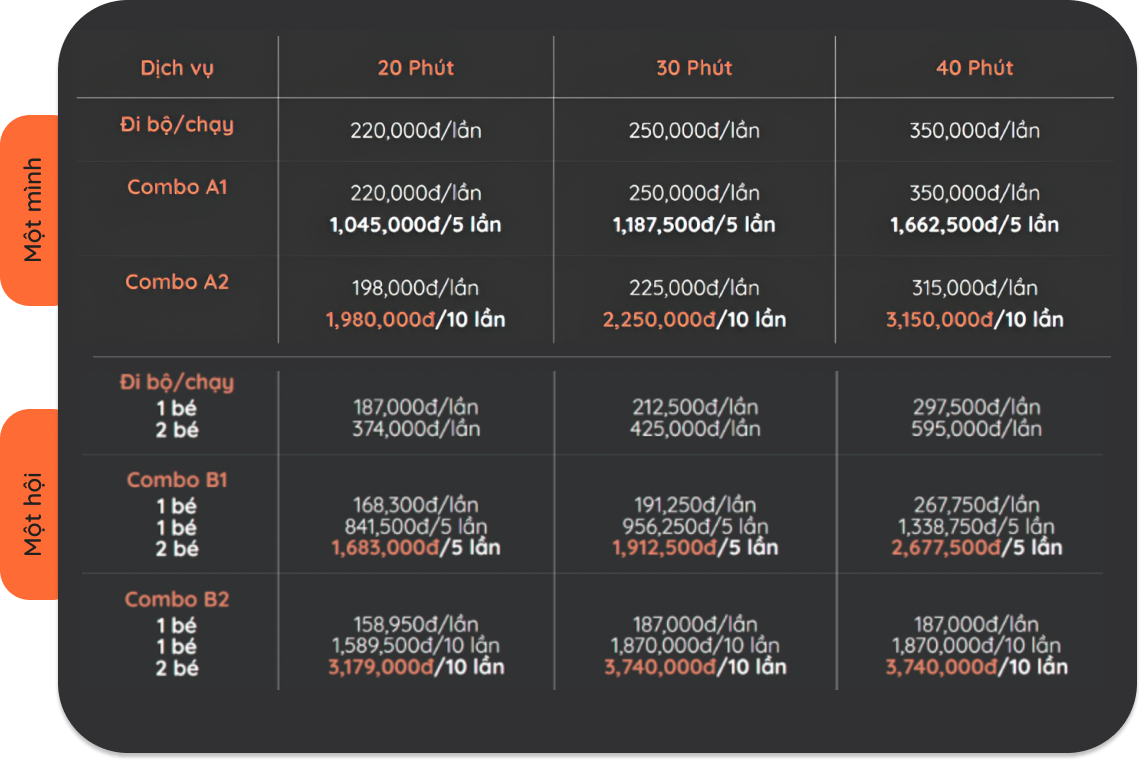 Dịch vụ 20 Phút 30 Phút 40 Phút
Một mình
Đi bộ/chạy 220,000đ/lần 250,000đ/lần 350,000đ/lần
Combo A1 220,000đ/lần 250,000đ/lần 350,000đ/lần
1,045,000đ/5 lần 1,187,500đ/5 lần 1,662,500đ/5 lần
Combo A2 198,000đ/lần 225,000đ/lần 315,000đ/lần
1,980,000đ/10 lần 2,250,000đ/10 lần 3,150,000đ/10 lần
Một hội
Đi bộ/chạy
1 bé 187,000đ/lần 212,500đ/lần 297,500đ/lần
2 bé 374,000đ/lần 425,000đ/lần 595,000đ/lần
Combo B1
1 bé 168,300đ/lần 191,250đ/lần 267,750đ/lần
1 bé 841,500đ/5 lần 956,250đ/5 lần 1,338,750đ/5 lần
2 bé 1,683,000đ/5 lần 1,912,500đ/5 lần 2,677,500đ/5 lần
Combo B2
1 bé 158,950đ/lần 187,000đ/lần 187,000đ/lần
1 bé 1,589,500đ/10 lần 1,870,000đ/10 lần 1,870,000đ/10 lần
2 bé 3,179,000đ/10 lần 3,740,000đ/10 lần 3,740,000đ/10 lần